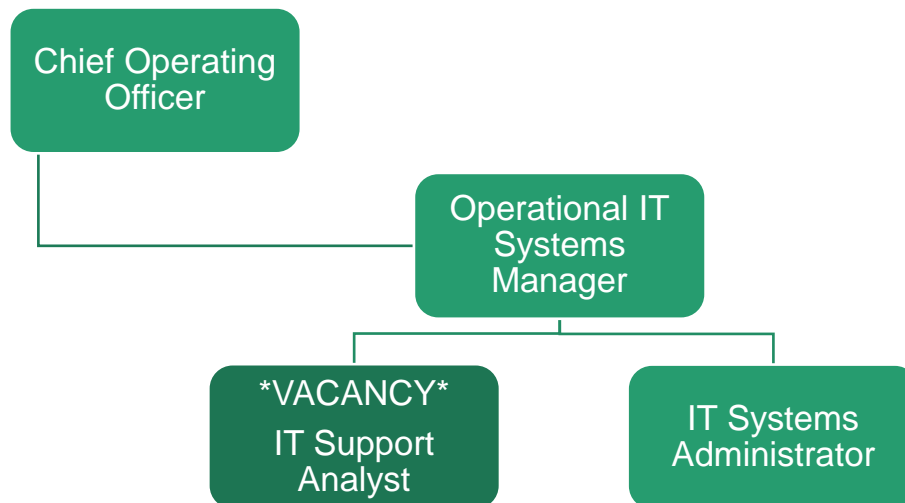 Chief Operating
Officer
Operational IT
Systems
Manager
*VACANCY*
IT Support
Analyst
IT Systems
Administrator